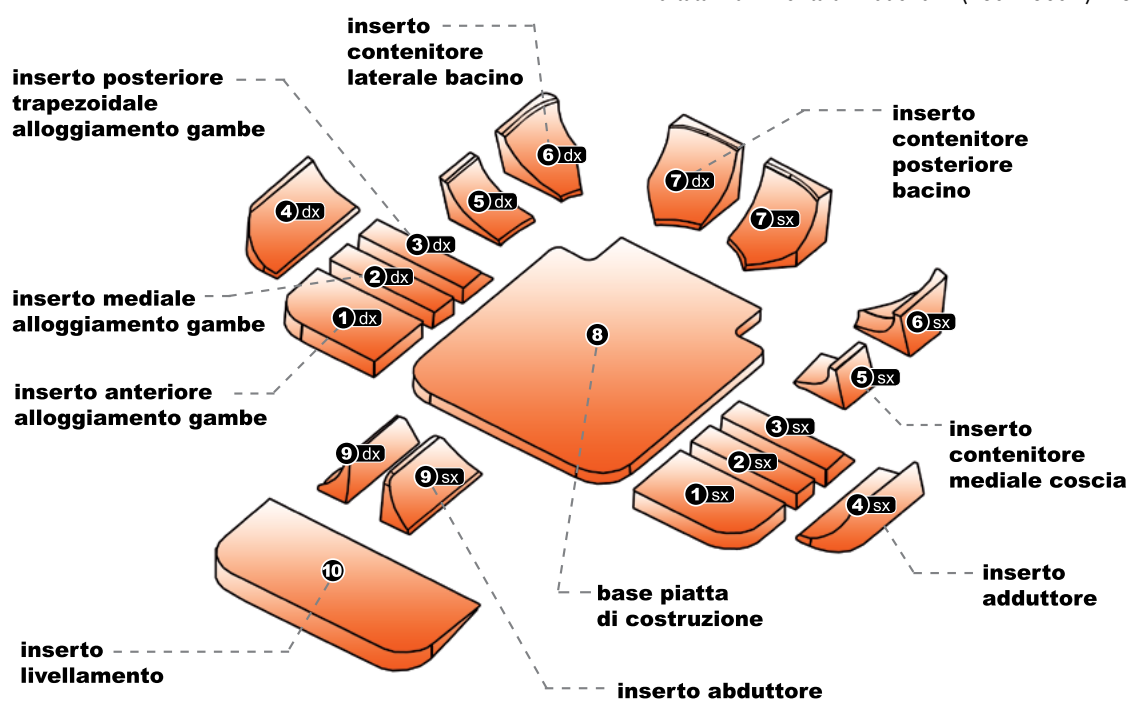 inserto
contenitore
laterale bacino
inserto posteriore
trapezoidale
alloggiamento gambe
inserto
contenitore
posteriore
bacino
6 dx
7 dx
5 dx
4 dx
7 sx
3 dx
2 dx
inserto mediale
alloggiamento gambe
1 dx
8
6 sx
5 sx
inserto anteriore
alloggiamento gambe
3 sx
inserto
contenitore
mediale coscia
9 dx
2 sx
9 sx
1 sx
4 sx
10
inserto
adduttore
base piatta
di costruzione
inserto
livellamento
inserto abduttore